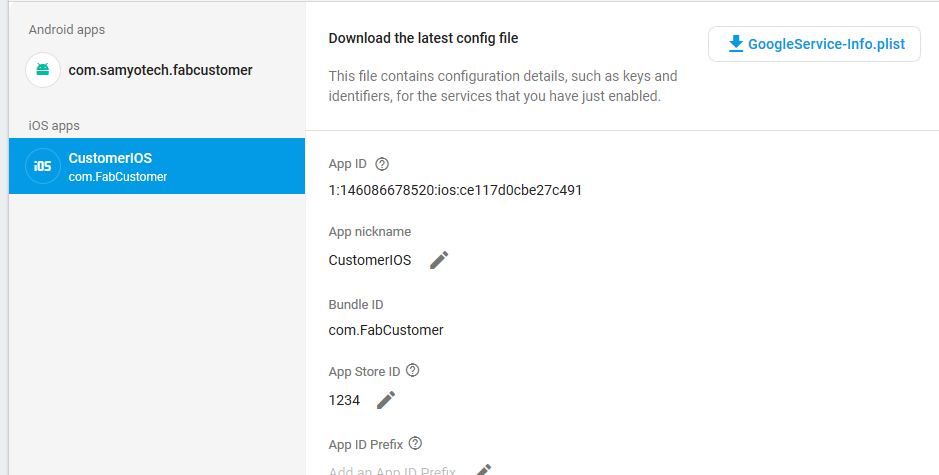 Android apps
com.samyotech.fabcustomer
iOS apps
iOS
CustomerIOS
com.FabCustomer
Download the latest config file
GoogleService-Info.plist
This file contains configuration details, such as keys and
identifiers, for the services that you have just enabled.
App ID
1:146086678520:ios:ce117d0cbe27c491
App nickname
CustomerIOS
Bundle ID
com.FabCustomer
App Store ID
1234
App ID Prefix
Add an App ID Prefix